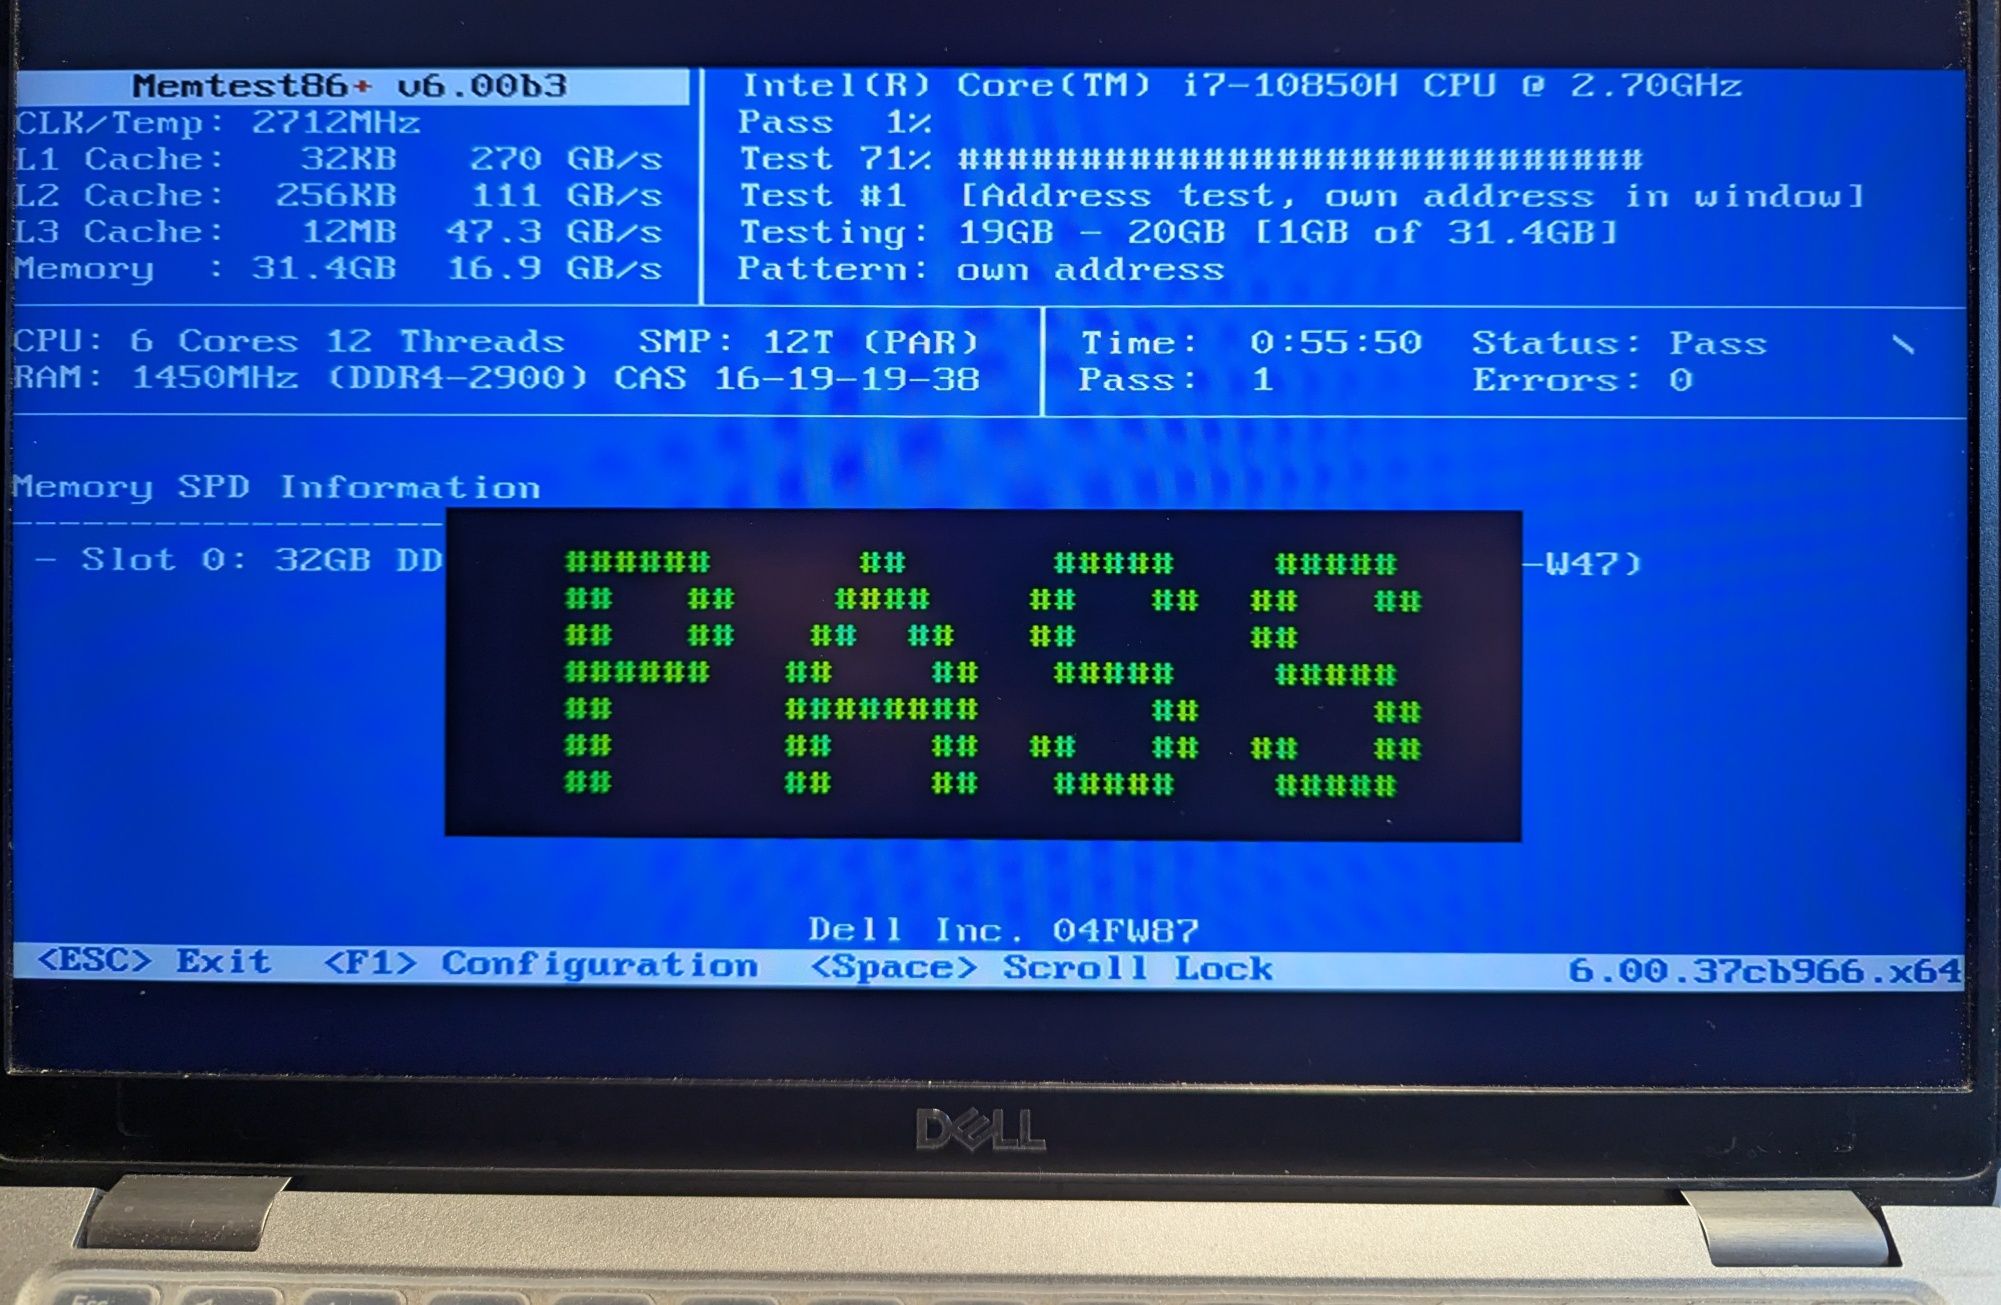 Memtest86+ v6.00b3
Intel(R) Core(TM) i7-10850H CPU @ 2.70GHz
CLK/Temp: 2712MHz
Pass 1%
L1 Cache: 32KB 270 GB/s
Test 71% ############################
L2 Cache: 256KB 111 GB/s
Test #1 [Address test, own address in window]
L3 Cache: 12MB 47.3 GB/s
Testing: 19GB - 20GB [1GB of 31.4GB]
Memory : 31.4GB 16.9 GB/s
Pattern: own address
CPU: 6 Cores 12 Threads SMP: 12T (PAR)
Time: 0:55:50 Status: Pass \
RAM: 1450MHz (DDR4-2900) CAS 16-19-19-38
Pass: 1 Errors: 0
Memory SPD Information
- Slot 0: 32GB DD
-W47)
PASS
Dell Inc. 04FW87
<ESC> Exit <F1> Configuration <Space> Scroll Lock 6.00.37cb966.x64
DELL
Esc